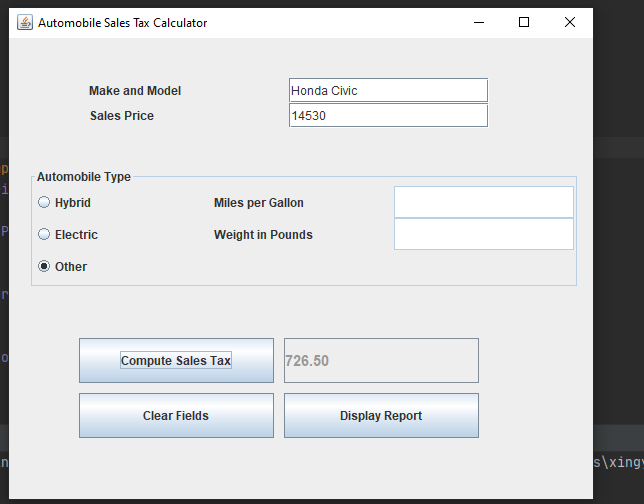 Automobile Sales Tax Calculator
Make and Model Honda Civic
Sales Price 14530
Automobile Type
Hybrid Miles per Gallon
Electric Weight in Pounds
Other
Compute Sales Tax 726.50
Clear Fields Display Report